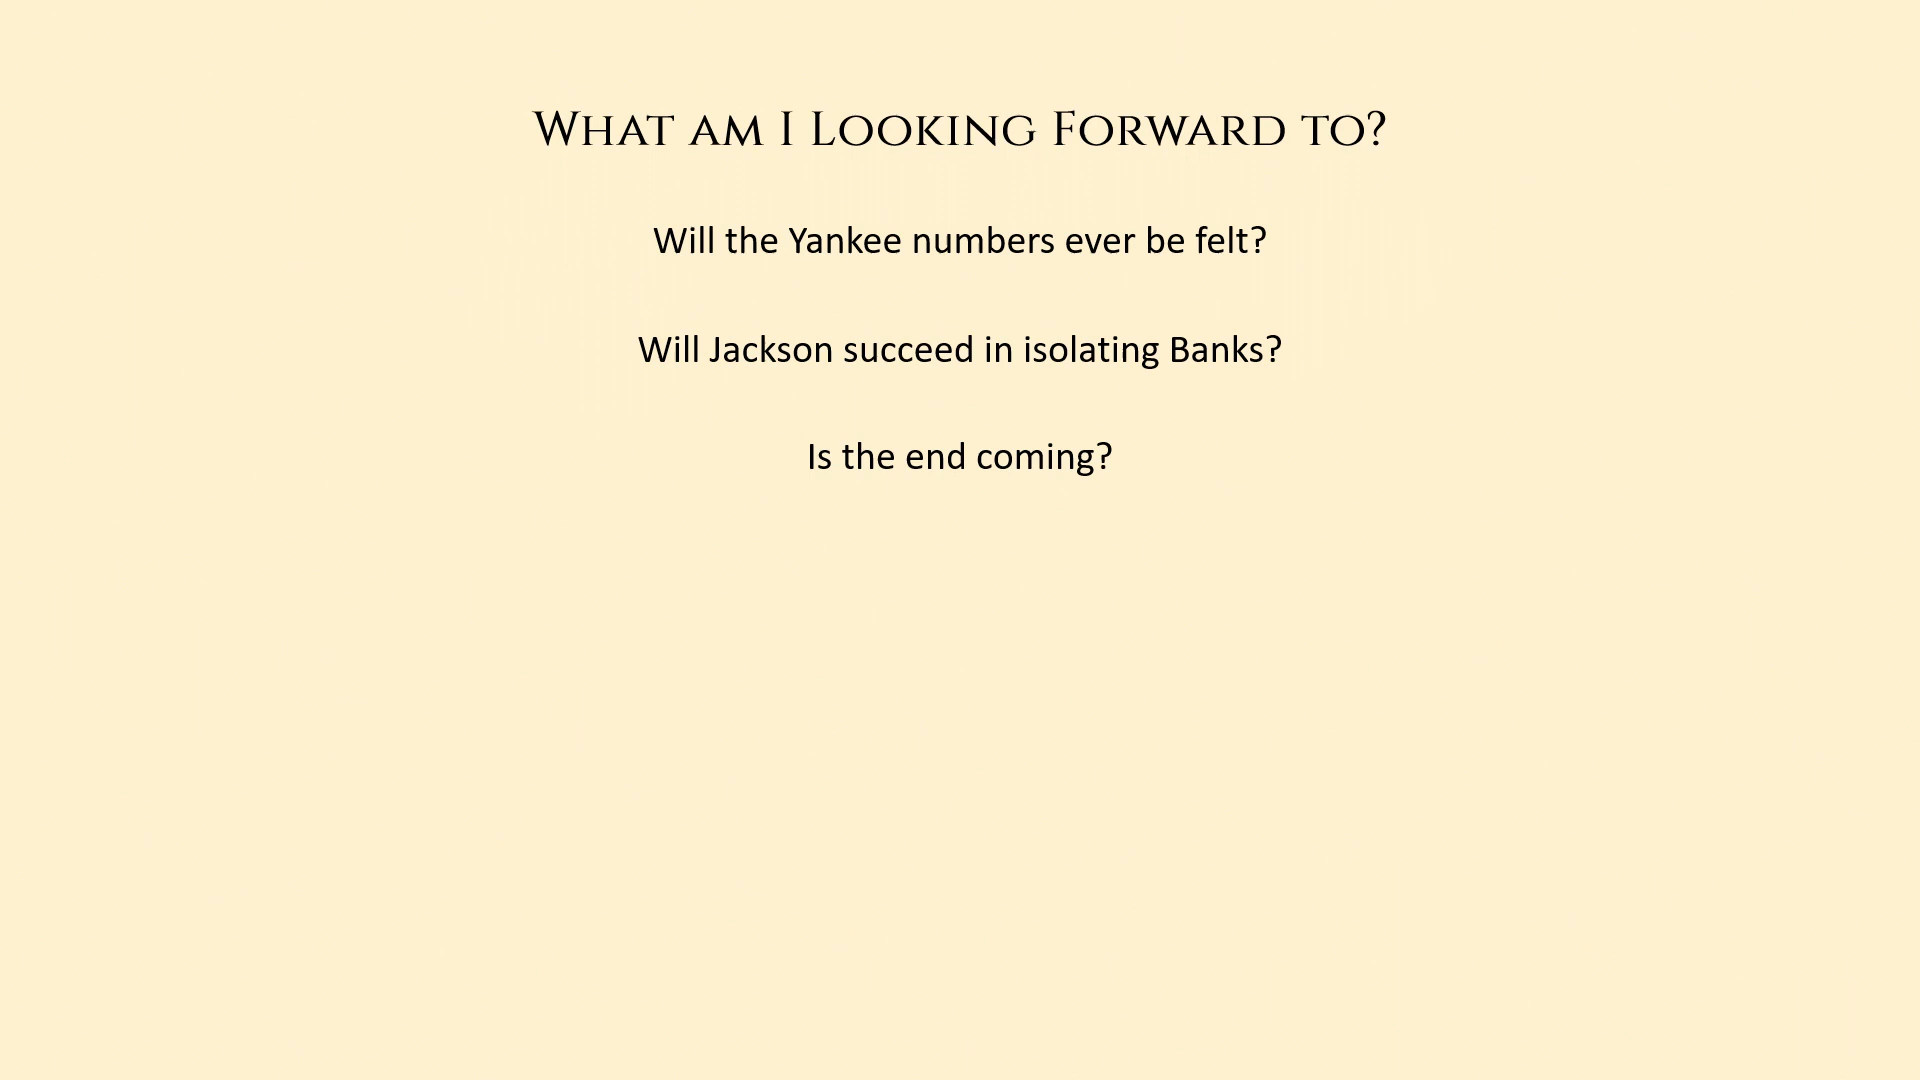 What am I Looking Forward to?
Will the Yankee numbers ever be felt?
Will Jackson succeed in isolating Banks?
Is the end coming?